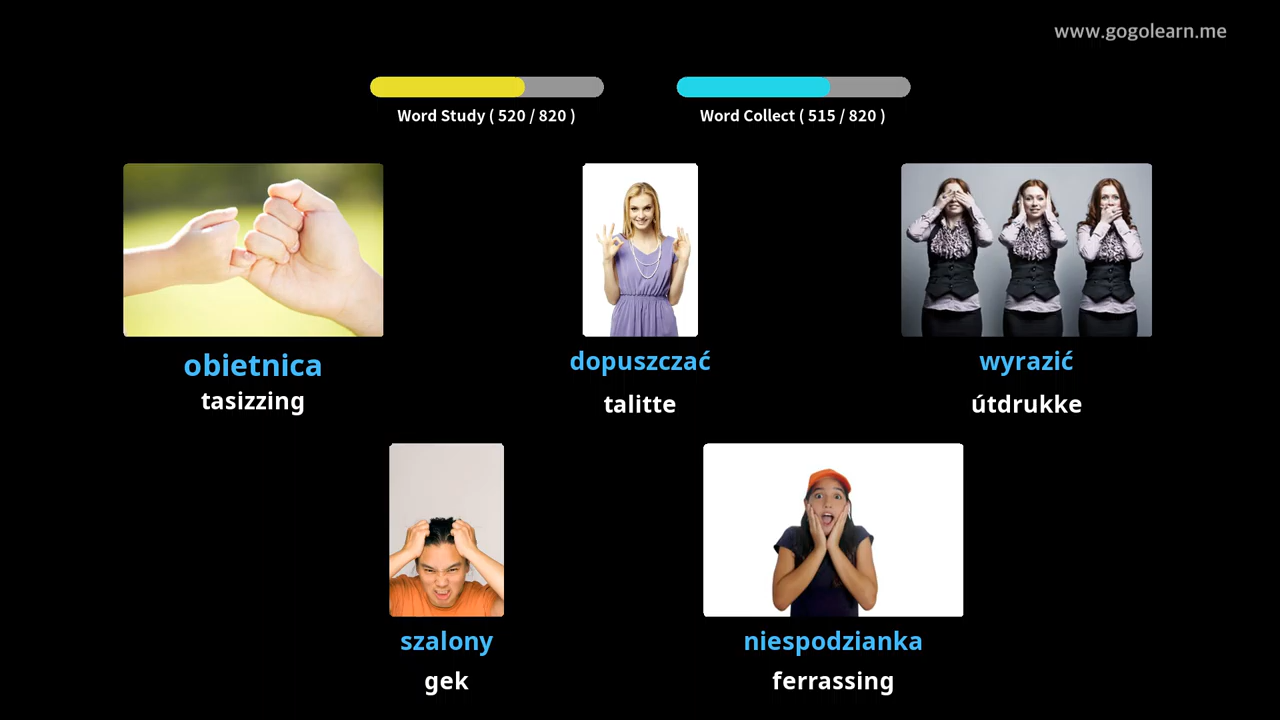 www.gogolearn.me
Word Study ( 520 / 820 )
Word Collect ( 515 / 820 )
obietnica
tasizzing
dopuszczać
talitte
wyrazić
útdrukke
szalony
gek
niespodzianka
ferrassing